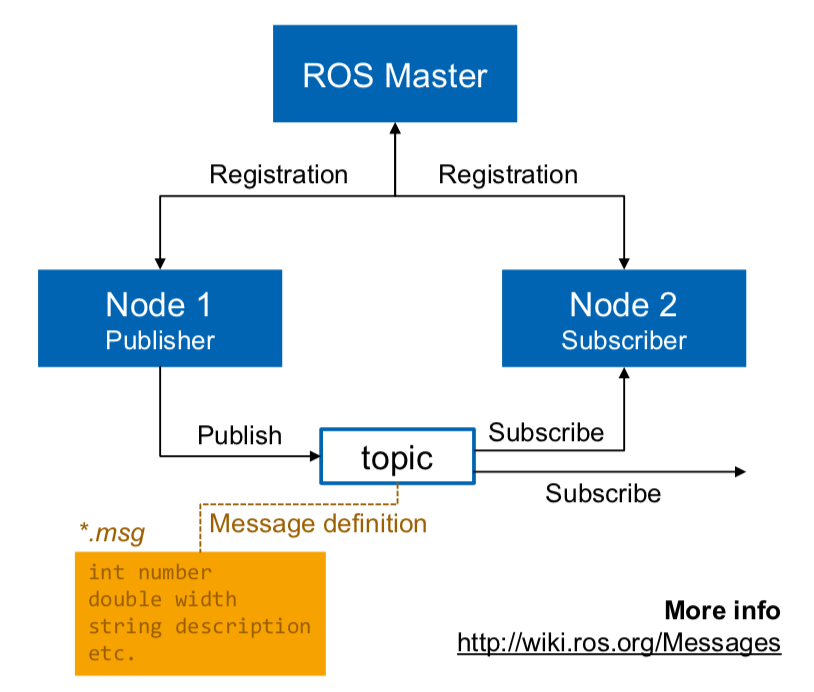 ROS Master
Registration
Registration
Node 1
Publisher
Node 2
Subscriber
Publish
topic
Subscribe
Subscribe
*.msg
Message definition
int number
double width
string description
etc.
More info
http://wiki.ros.org/Messages